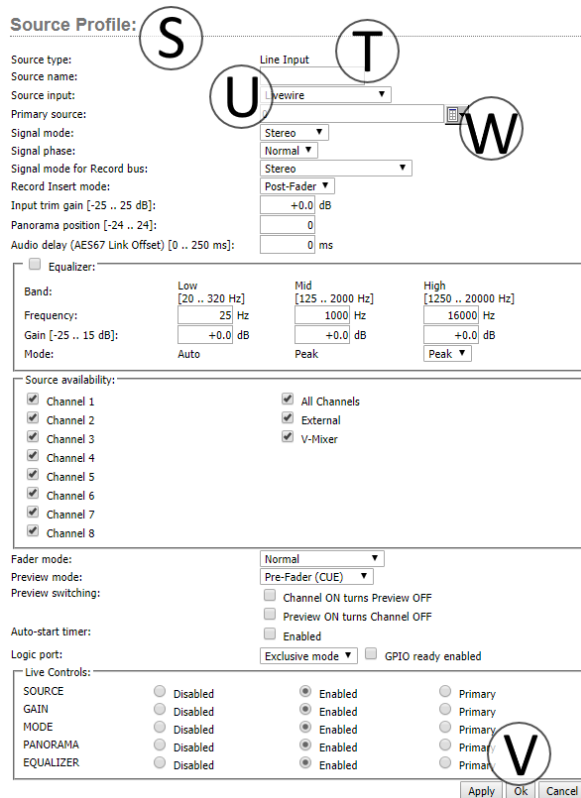 Source Profile: S
Source type: Line Input T
Source name:
Source input: U Livewire
Primary source: 0 W
Signal mode: Stereo
Signal phase: Normal
Signal mode for Record bus: Stereo
Record Insert mode: Post-Fader
Input trim gain [-25 .. 25 dB]: +0.0 dB
Panorama position [-24 .. 24]: 0
Audio delay (AES67 Link Offset) [0 .. 250 ms]: 0 ms
Equalizer:
Band: Low Mid High
[20 .. 320 Hz] [125 .. 2000 Hz] [1250 .. 20000 Hz]
Frequency: 25 Hz 1000 Hz 16000 Hz
Gain [-25 .. 15 dB]: +0.0 dB +0.0 dB +0.0 dB
Mode: Auto Peak Peak
Source availability:
Channel 1 All Channels
Channel 2 External
Channel 3 V-Mixer
Channel 4
Channel 5
Channel 6
Channel 7
Channel 8
Fader mode: Normal
Preview mode: Pre-Fader (CUE)
Preview switching: Channel ON turns Preview OFF
Preview ON turns Channel OFF
Auto-start timer: Enabled
Logic port: Exclusive mode GPIO ready enabled
Live Controls:
SOURCE Disabled Enabled Primary
GAIN Disabled Enabled Primary
MODE Disabled Enabled Primary
PANORAMA Disabled Enabled Primary
EQUALIZER Disabled Enabled Primary V
Apply Ok Cancel